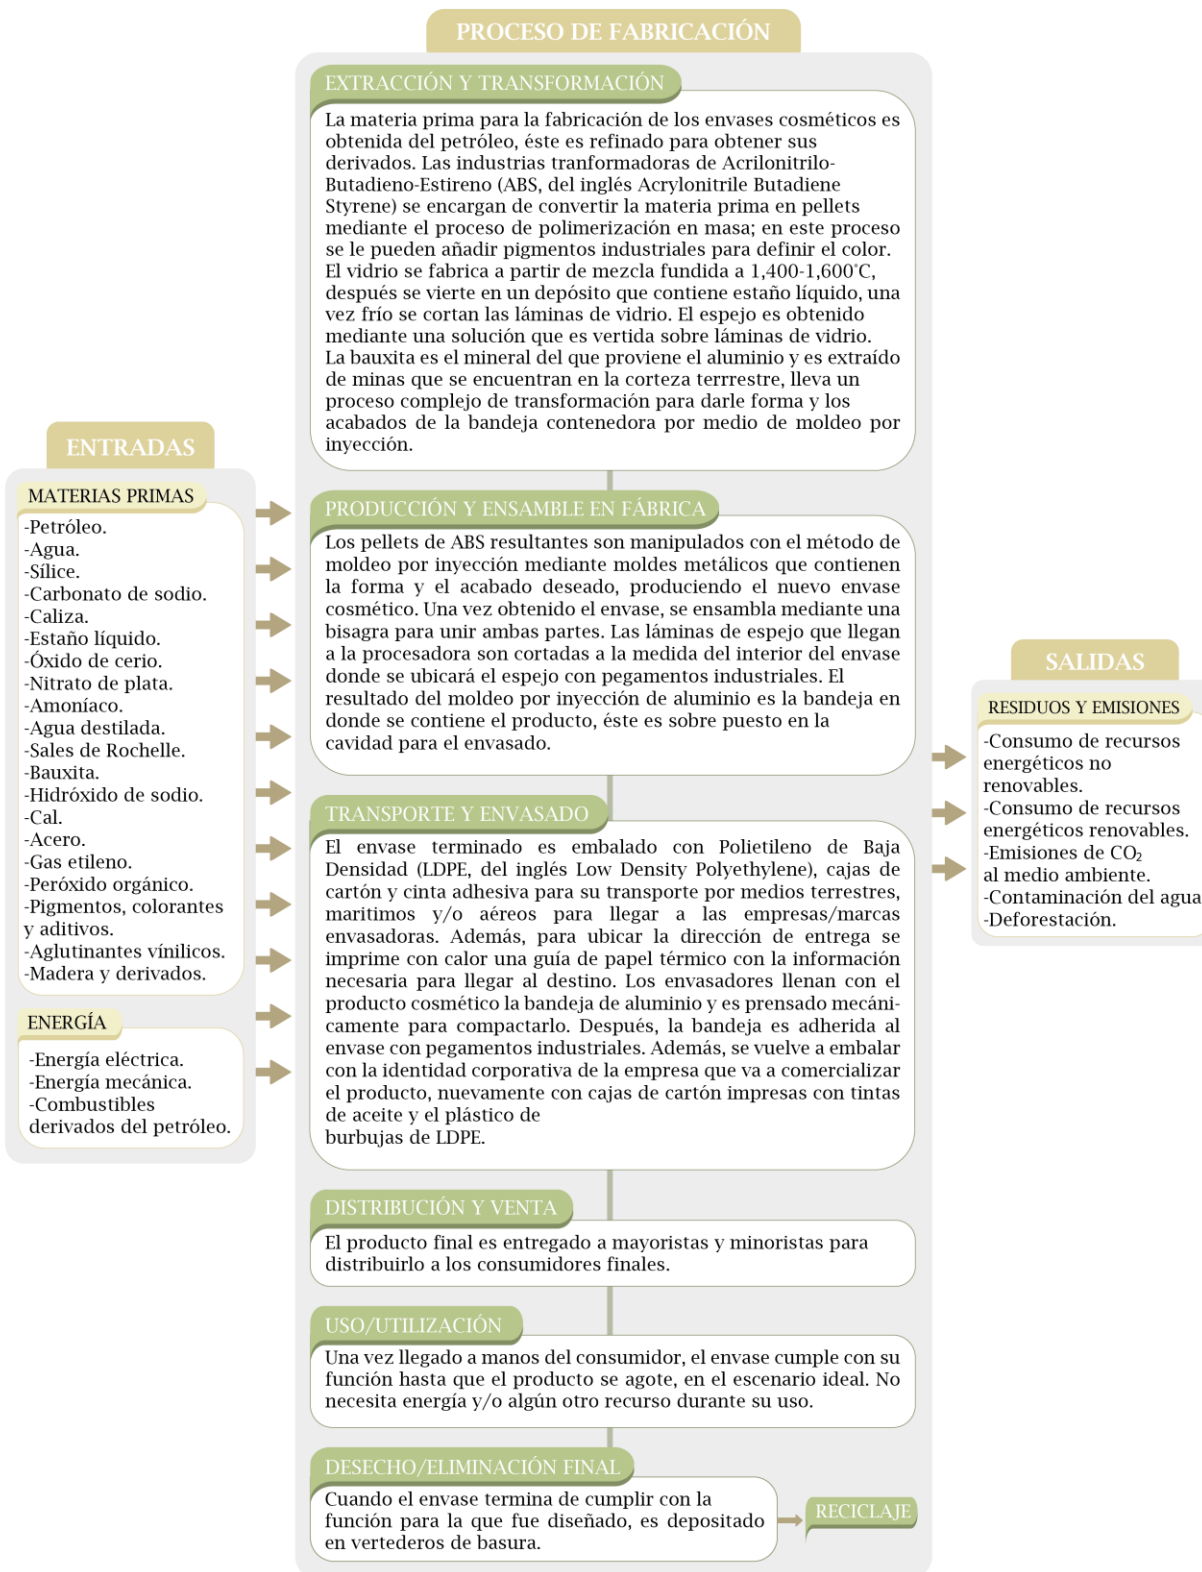 PROCESO DE FABRICACIÓN
EXTRACCIÓN Y TRANSFORMACIÓN
La materia prima para la fabricación de los envases cosméticos es
obtenida del petróleo, éste es refinado para obtener sus
derivados. Las industrias tranformadoras de Acrilonitrilo-
Butadieno-Estireno (ABS, del inglés Acrylonitrile Butadiene
Styrene) se encargan de convertir la materia prima en pellets
mediante el proceso de polimerización en masa; en este proceso
se le pueden añadir pigmentos industriales para definir el color.
El vidrio se fabrica a partir de mezcla fundida a 1,400-1,600°C,
después se vierte en un depósito que contiene estaño líquido, una
vez frío se cortan las láminas de vidrio. El espejo es obtenido
mediante una solución que es vertida sobre láminas de vidrio.
La bauxita es el mineral del que proviene el aluminio y es extraído
de minas que se encuentran en la corteza terrrestre, lleva un
proceso complejo de transformación para darle forma y los
acabados de la bandeja contenedora por medio de moldeo por
inyección.
ENTRADAS
MATERIAS PRIMAS
-Petróleo.
-Agua.
-Sílice.
-Carbonato de sodio.
-Caliza.
-Estaño líquido.
-Óxido de cerio.
-Nitrato de plata.
-Amoníaco.
-Agua destilada.
-Sales de Rochelle.
-Bauxita.
-Hidróxido de sodio.
-Cal.
-Acero.
-Gas etileno.
-Peróxido orgánico.
-Pigmentos, colorantes
y aditivos.
-Aglutinantes vínilicos.
-Madera y derivados.
ENERGÍA
-Energía eléctrica.
-Energía mecánica.
-Combustibles
derivados del petróleo.
PRODUCCIÓN Y ENSAMBLE EN FÁBRICA
Los pellets de ABS resultantes son manipulados con el método de
moldeo por inyección mediante moldes metálicos que contienen
la forma y el acabado deseado, produciendo el nuevo envase
cosmético. Una vez obtenido el envase, se ensambla mediante una
bisagra para unir ambas partes. Las láminas de espejo que llegan
a la procesadora son cortadas a la medida del interior del envase
donde se ubicará el espejo con pegamentos industriales. El
resultado del moldeo por inyección de aluminio es la bandeja en
donde se contiene el producto, éste es sobre puesto en la
cavidad para el envasado.
TRANSPORTE Y ENVASADO
El envase terminado es embalado con Polietileno de Baja
Densidad (LDPE, del inglés Low Density Polyethylene), cajas de
cartón y cinta adhesiva para su transporte por medios terrestres,
maritimos y/o aéreos para llegar a las empresas/marcas
envasadoras. Además, para ubicar la dirección de entrega se
imprime con calor una guía de papel térmico con la información
necesaria para llegar al destino. Los envasadores llenan con el
producto cosmético la bandeja de aluminio y es prensado mecáni-
camente para compactarlo. Después, la bandeja es adherida al
envase con pegamentos industriales. Además, se vuelve a embalar
con la identidad corporativa de la empresa que va a comercializar
el producto, nuevamente con cajas de cartón impresas con tintas
de aceite y el plástico de
burbujas de LDPE.
DISTRIBUCIÓN Y VENTA
El producto final es entregado a mayoristas y minoristas para
distribuirlo a los consumidores finales.
USO/UTILIZACIÓN
Una vez llegado a manos del consumidor, el envase cumple con su
función hasta que el producto se agote, en el escenario ideal. No
necesita energía y/o algún otro recurso durante su uso.
DESECHO/ELIMINACIÓN FINAL
Cuando el envase termina de cumplir con la
función para la que fue diseñado, es depositado
en vertederos de basura.
RECICLAJE
SALIDAS
RESIDUOS Y EMISIONES
-Consumo de recursos
energéticos no
renovables.
-Consumo de recursos
energéticos renovables.
-Emisiones de CO₂
al medio ambiente.
-Contaminación del agua
-Deforestación.